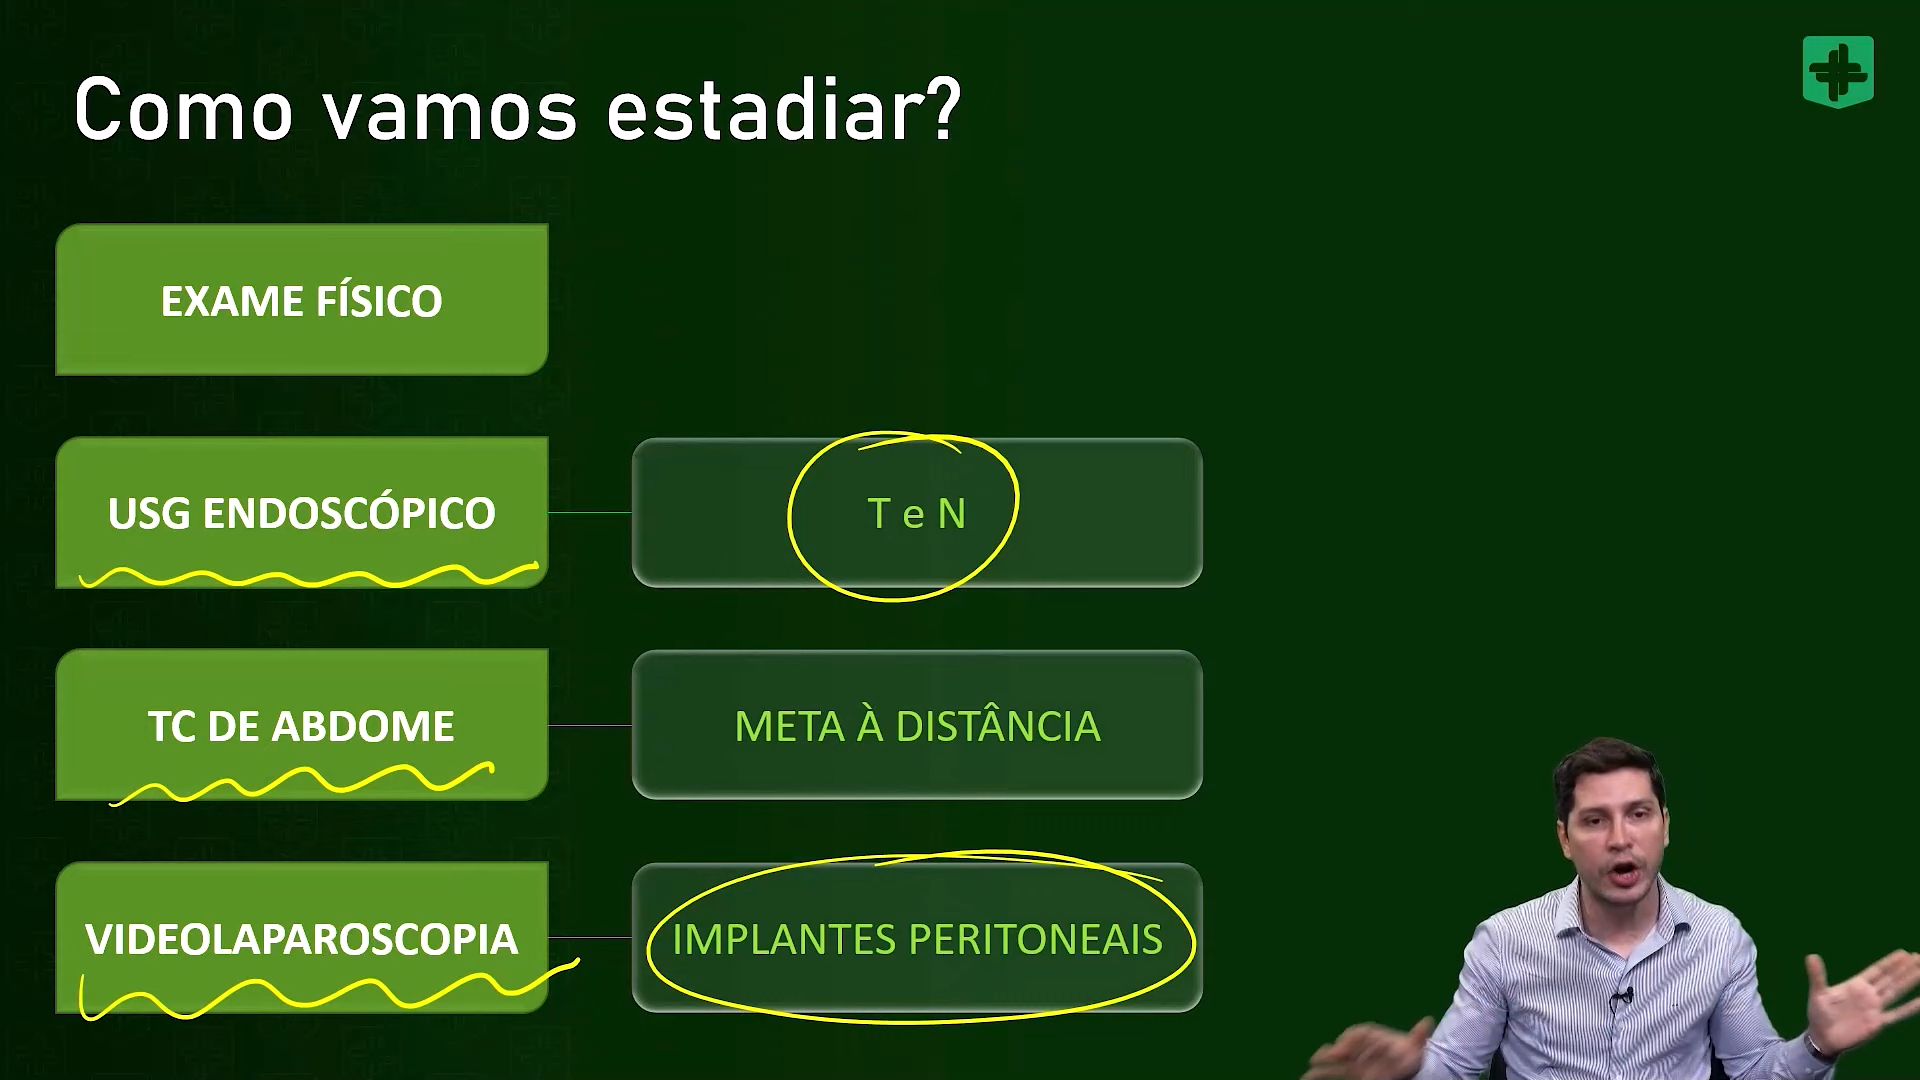 Como vamos estadiar?
EXAME FÍSICO
USG ENDOSCÓPICO
T e N
TC DE ABDOME
META À DISTÂNCIA
VIDEOLAPAROSCOPIA
IMPLANTES PERITONEAIS